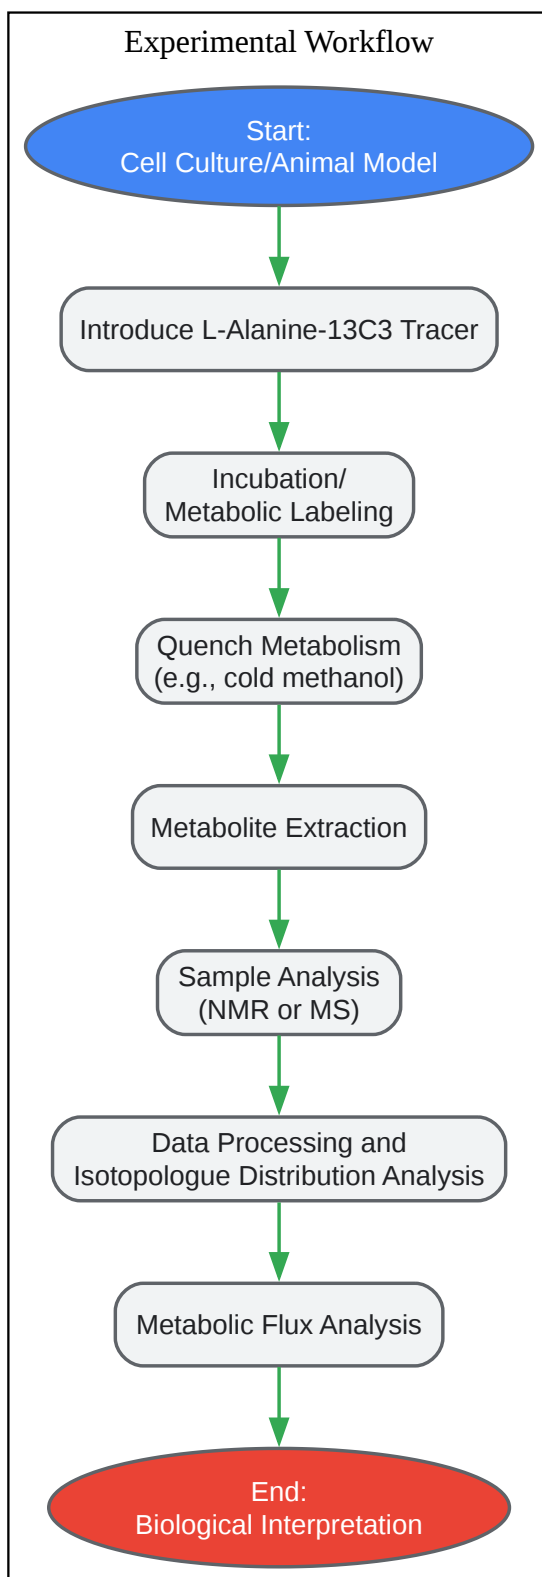 Experimental Workflow
Start:
Cell Culture/Animal Model
Introduce L-Alanine-13C3 Tracer
Incubation/
Metabolic Labeling
Quench Metabolism
(e.g., cold methanol)
Metabolite Extraction
Sample Analysis
(NMR or MS)
Data Processing and
Isotopologue Distribution Analysis
Metabolic Flux Analysis
End:
Biological Interpretation